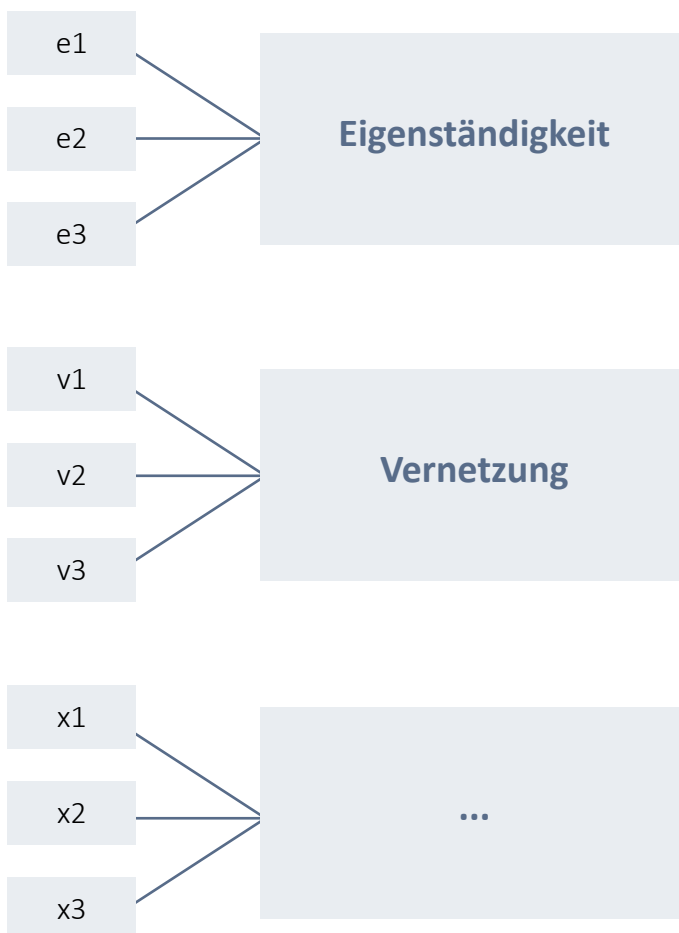 e1
e2
e3
Eigenständigkeit
v1
v2
v3
Vernetzung
x1
x2
x3
...